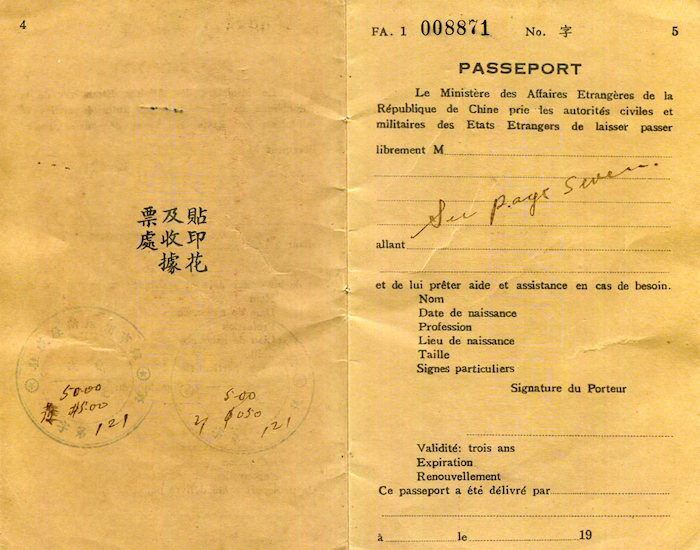 4
貼印花
及收據
票處
50.00
$5.00
121
5.00
121
FA. 1 008871 No. 字 5
PASSEPORT
Le Ministère des Affaires Etrangères de la
République de Chine prie les autorités civiles et
militaires des Etats Etrangers de laisser passer
librement M
See page Seven.
allant
et de lui prêter aide et assistance en cas de besoin.
Nom
Date de naissance
Profession
Lieu de naissance
Taille
Signes particuliers
Signature du Porteur
Validité: trois ans
Expiration
Renouvellement
Ce passeport a été délivré par
à le 19